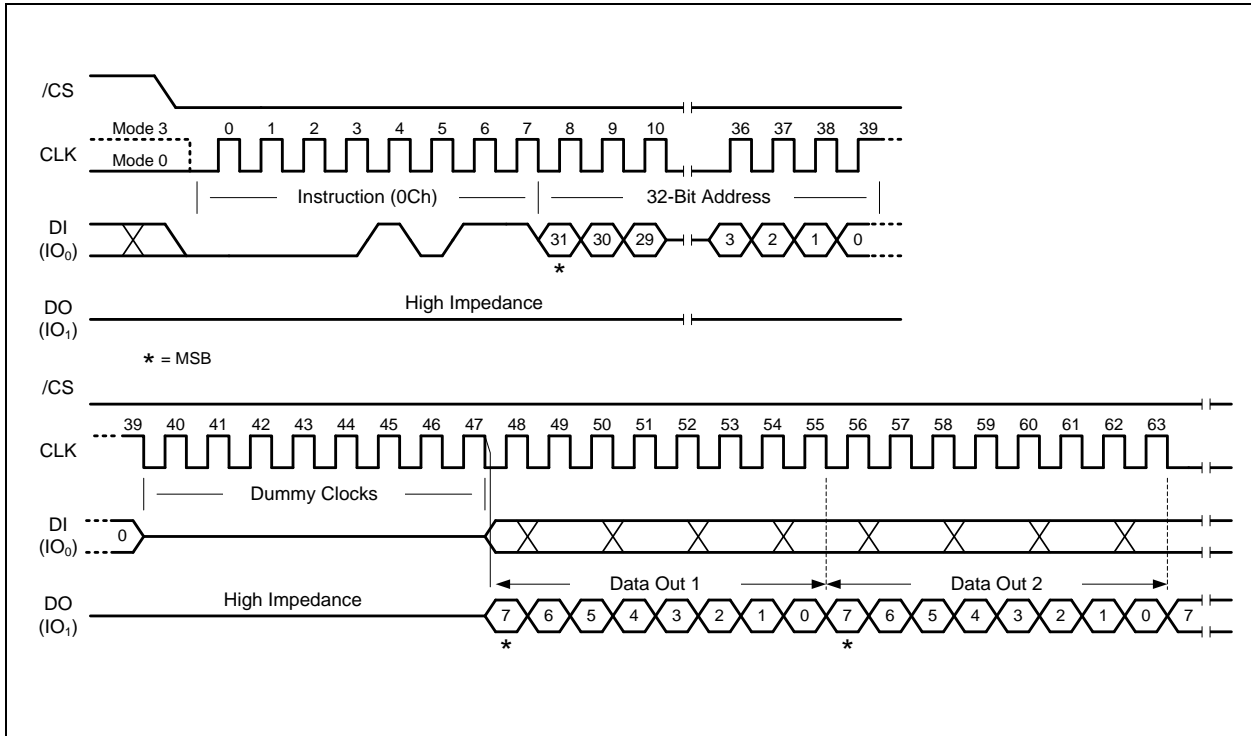 /CS
Mode 3 0 1 2 3 4 5 6 7 8 9 10 36 37 38 39
CLK
Mode 0
Instruction (0Ch) 32-Bit Address
DI
(IO0) 31 30 29 3 2 1 0
*
High Impedance
DO
(IO1)
* = MSB
/CS
39 40 41 42 43 44 45 46 47 48 49 50 51 52 53 54 55 56 57 58 59 60 61 62 63
CLK
Dummy Clocks
DI
(IO0) 0
Data Out 1 Data Out 2
High Impedance
DO
(IO1) 7 6 5 4 3 2 1 0 7 6 5 4 3 2 1 0 7
* *